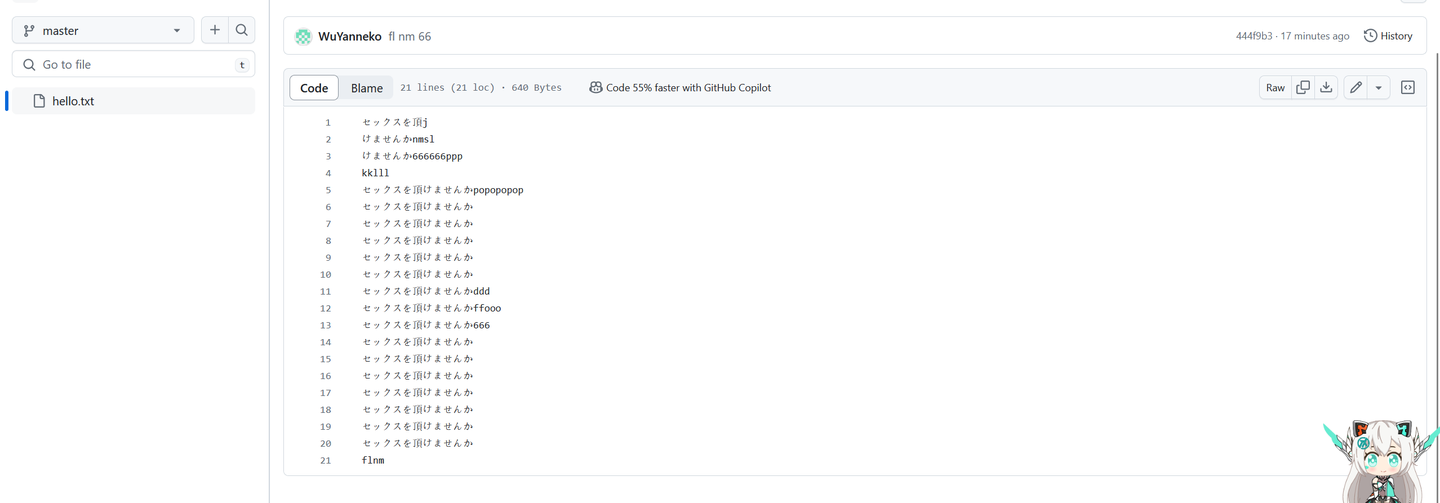 master
Go to file
t
hello.txt
WuYanneko fl nm 66
444f9b3 · 17 minutes ago
History
Code
Blame
21 lines (21 loc) · 640 Bytes
Code 55% faster with GitHub Copilot
Raw
1 セックスを頂j
2 けませんかnmsl
3 けませんか666666ppp
4 kklll
5 セックスを頂けませんかpopopopop
6 セックスを頂けませんか
7 セックスを頂けませんか
8 セックスを頂けませんか
9 セックスを頂けませんか
10 セックスを頂けませんか
11 セックスを頂けませんかddd
12 セックスを頂けませんかffooo
13 セックスを頂けませんか666
14 セックスを頂けませんか
15 セックスを頂けませんか
16 セックスを頂けませんか
17 セックスを頂けませんか
18 セックスを頂けませんか
19 セックスを頂けませんか
20 セックスを頂けませんか
21 flnm